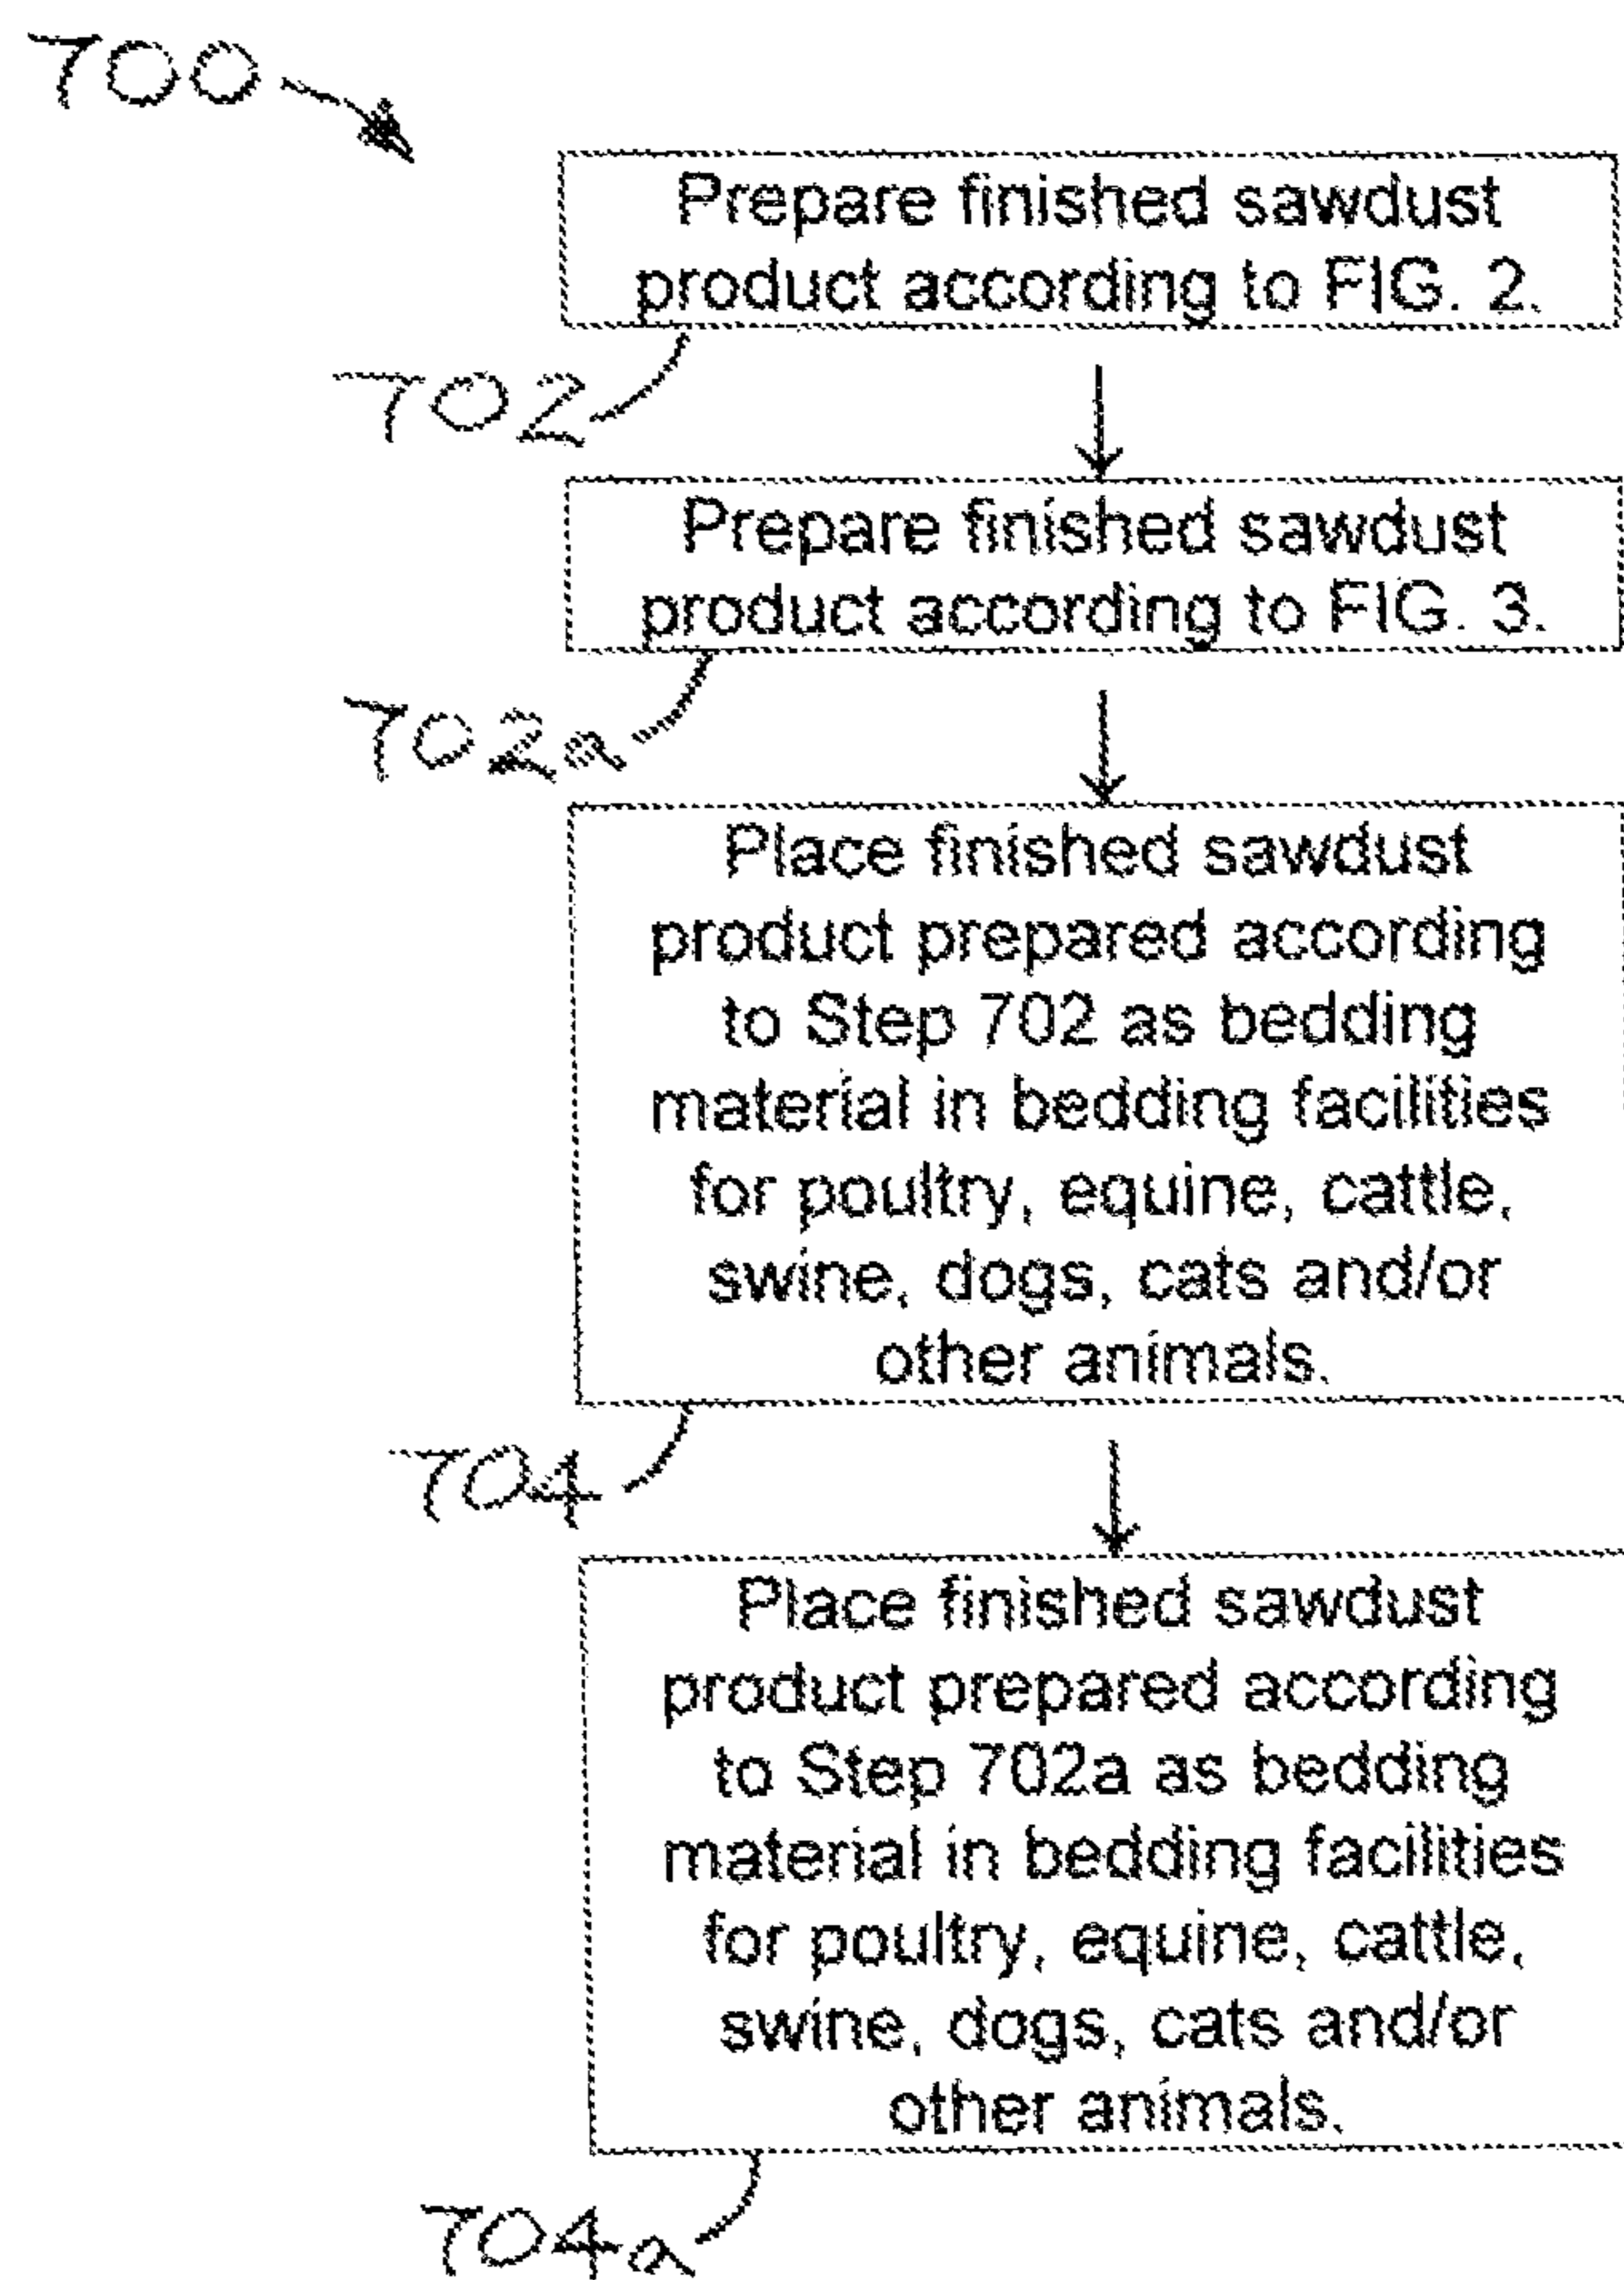 700
Prepare finished sawdust
product according to FIG. 2.
702
Prepare finished sawdust
product according to FIG. 3.
702a
Place finished sawdust
product prepared according
to Step 702 as bedding
material in bedding facilities
for poultry, equine, cattle,
swine, dogs, cats and/or
other animals.
704
Place finished sawdust
product prepared according
to Step 702a as bedding
material in bedding facilities
for poultry, equine, cattle,
swine, dogs, cats and/or
other animals.
704a